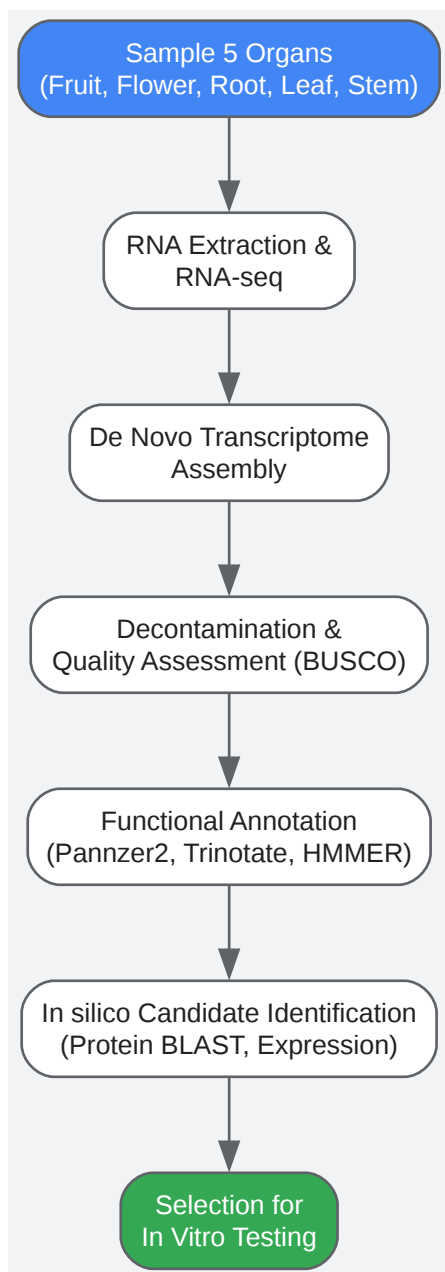 Sample 5 Organs
(Fruit, Flower, Root, Leaf, Stem)
RNA Extraction &
RNA-seq
De Novo Transcriptome
Assembly
Decontamination &
Quality Assessment (BUSCO)
Functional Annotation
(Pannzer2, Trinotate, HMMER)
In silico Candidate Identification
(Protein BLAST, Expression)
Selection for
In Vitro Testing